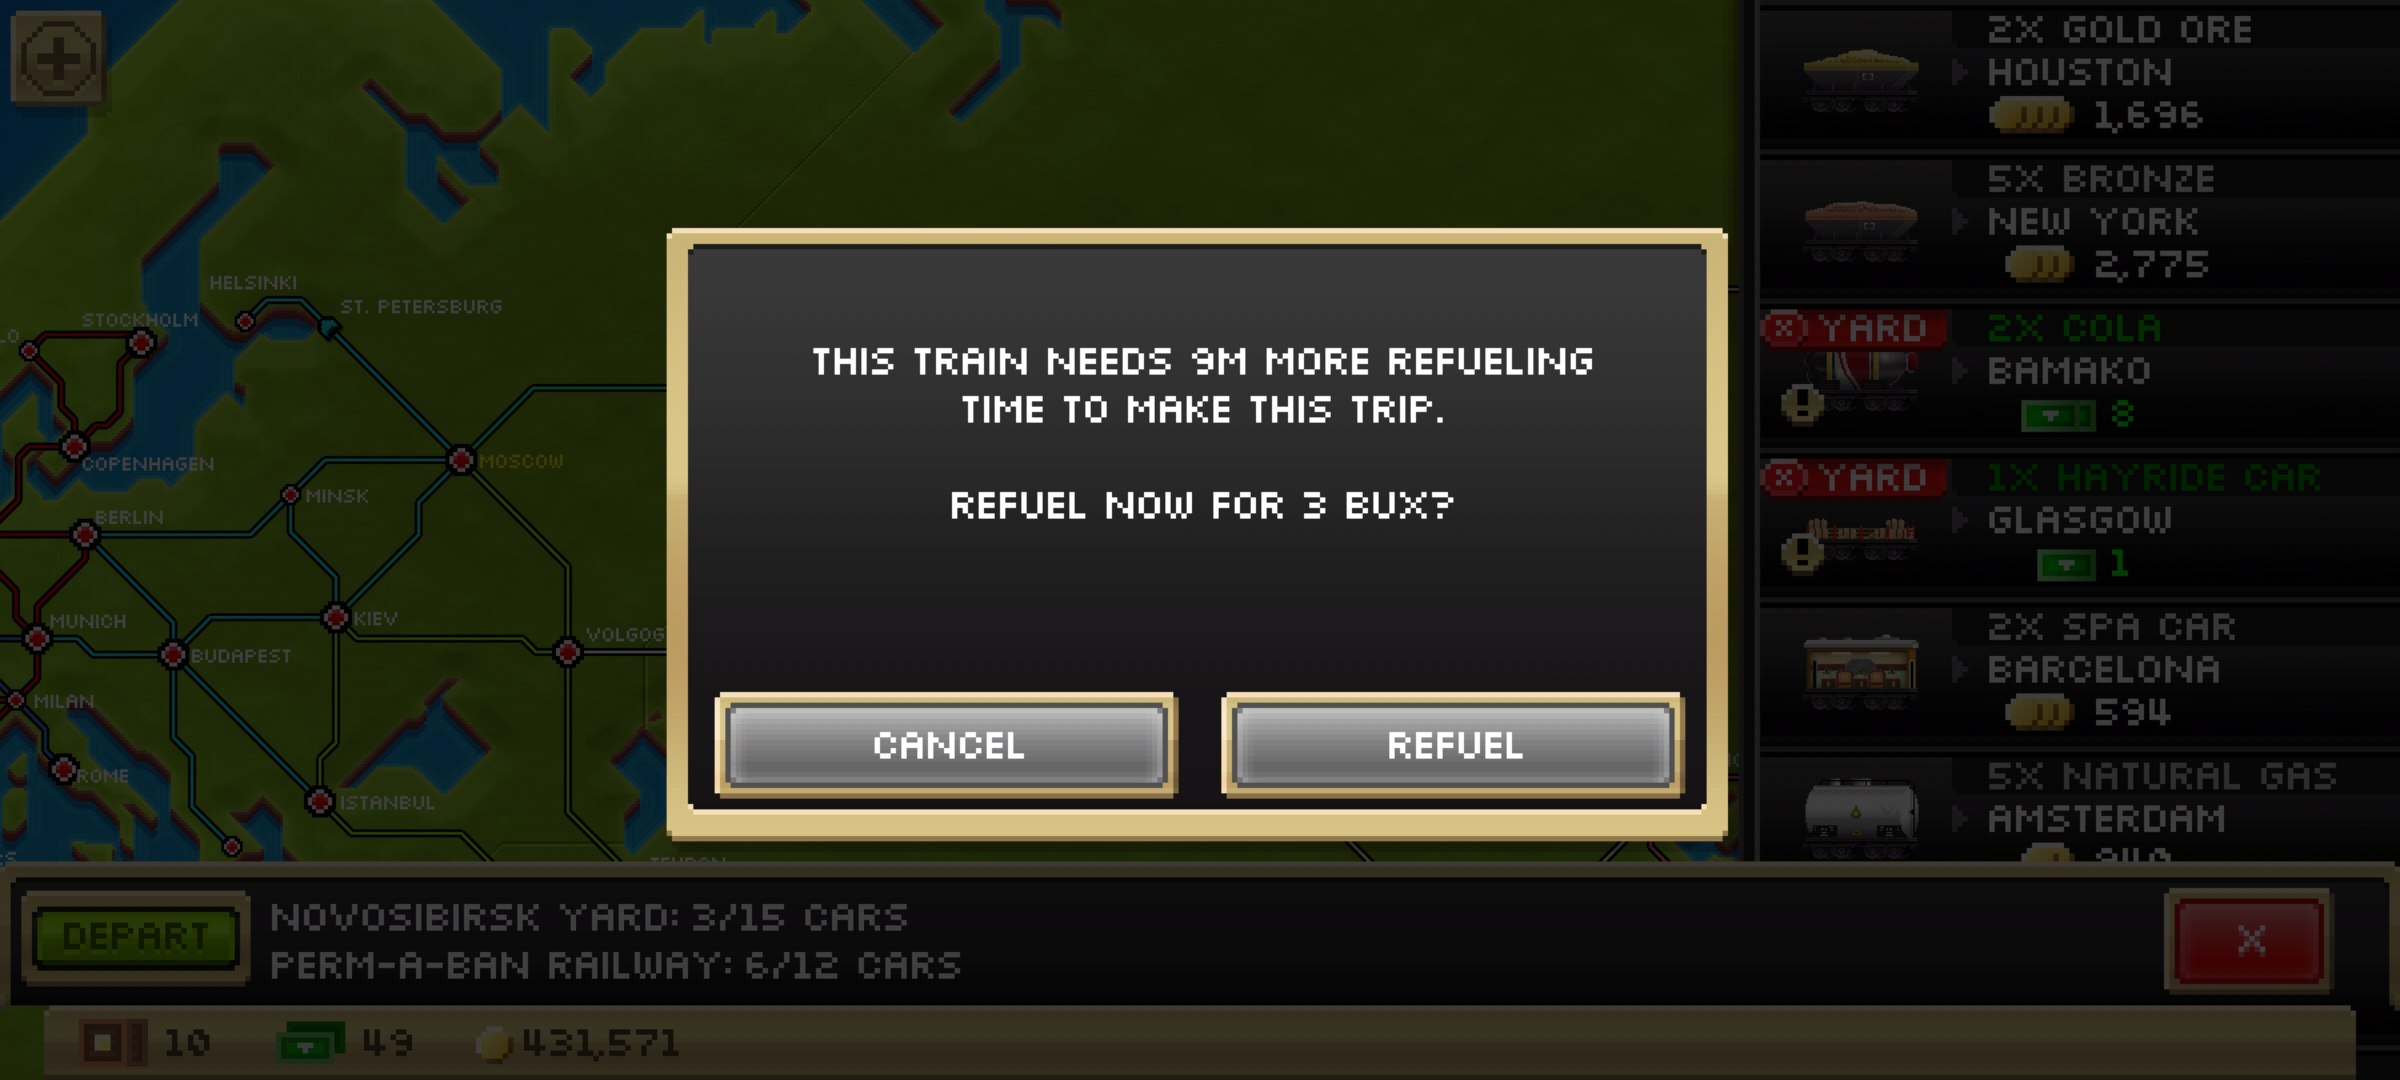 THIS TRAIN NEEDS 9M MORE REFUELING
TIME TO MAKE THIS TRIP.
REFUEL NOW FOR 3 BUX?
CANCEL
REFUEL
HELSINKI
ST. PETERSBURG
STOCKHOLM
LO
COPENHAGEN
MOSCOW
MINSK
BERLIN
MUNICH
KIEV
VOLGOG
BUDAPEST
MILAN
ROME
ISTANBUL
2X GOLD ORE
HOUSTON
1,696
5X BRONZE
NEW YORK
2,775
YARD
2X COLA
BAMAKO
8
YARD
1X HAYRIDE CAR
GLASGOW
1
2X SPA CAR
BARCELONA
594
5X NATURAL GAS
AMSTERDAM
DEPART
NOVOSIBIRSK YARD: 3/15 CARS
PERM-A-BAN RAILWAY: 6/12 CARS
X
10
49
431,571